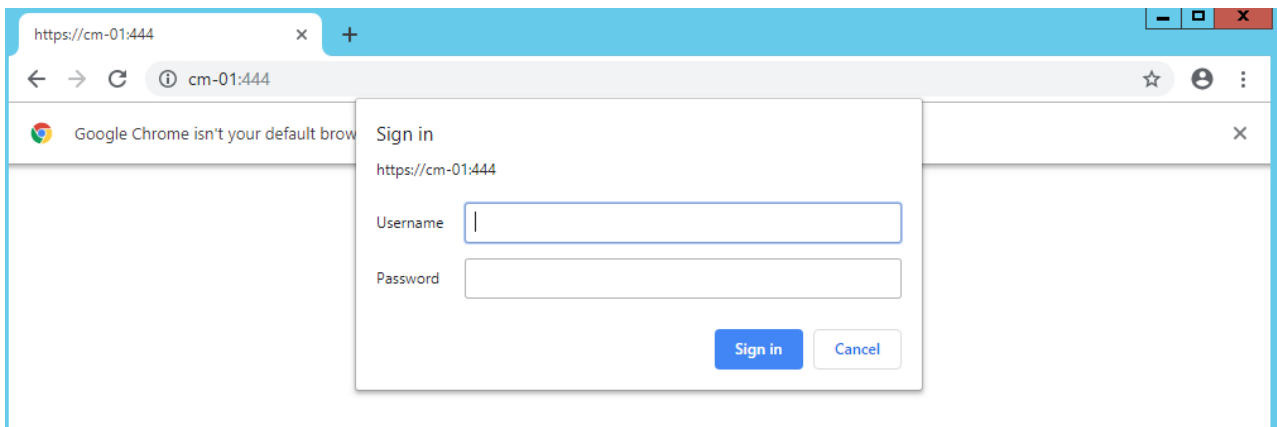 https://cm-01:444
cm-01:444
Google Chrome isn't your default brow
Sign in
https://cm-01:444
Username
Password
Sign in Cancel